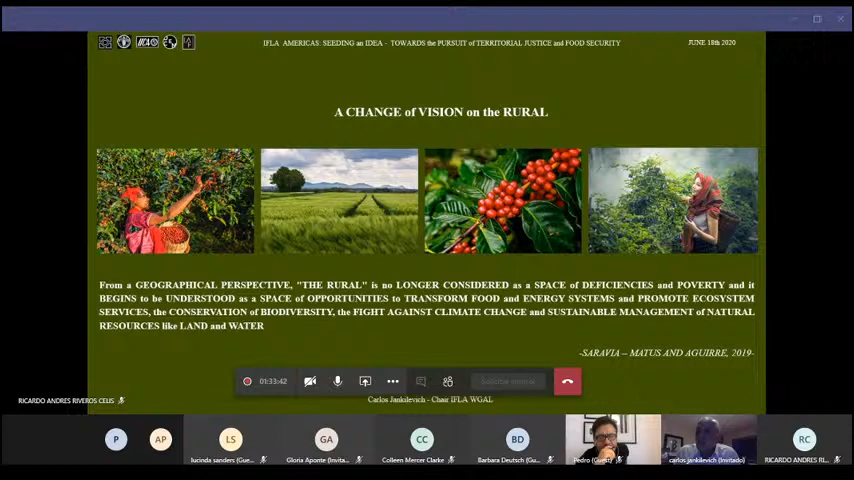 IFLA AMERICAS: SEEDING an IDEA - TOWARDS the PURSUIT of TERRITORIAL JUSTICE and FOOD SECURITY
JUNE 18th 2020
A CHANGE of VISION on the RURAL
From a GEOGRAPHICAL PERSPECTIVE, "THE RURAL" is no LONGER CONSIDERED as a SPACE of DEFICIENCIES and POVERTY and it
BEGINS to be UNDERSTOOD as a SPACE of OPPORTUNITIES to TRANSFORM FOOD and ENERGY SYSTEMS and PROMOTE ECOSYSTEM
SERVICES, the CONSERVATION of BIODIVERSITY, the FIGHT AGAINST CLIMATE CHANGE and SUSTAINABLE MANAGEMENT of NATURAL
RESOURCES like LAND and WATER
-SARAVIA – MATUS AND AGUIRRE, 2019-
01:33:42
Solicitar control
Carlos Jankilevich - Chair IFLA WGAL
RICARDO ANDRES RIVEROS CELIS
P
AP
LS
GA
CC
BD
RC
lucinda sanders (Gue...
Gloria Aponte (Invita...
Colleen Mercer Clarke
Barbara Deutsch (Gu...
Pedro (Guest)
carlos jankilevich (Invitado)
RICARDO ANDRES RI...